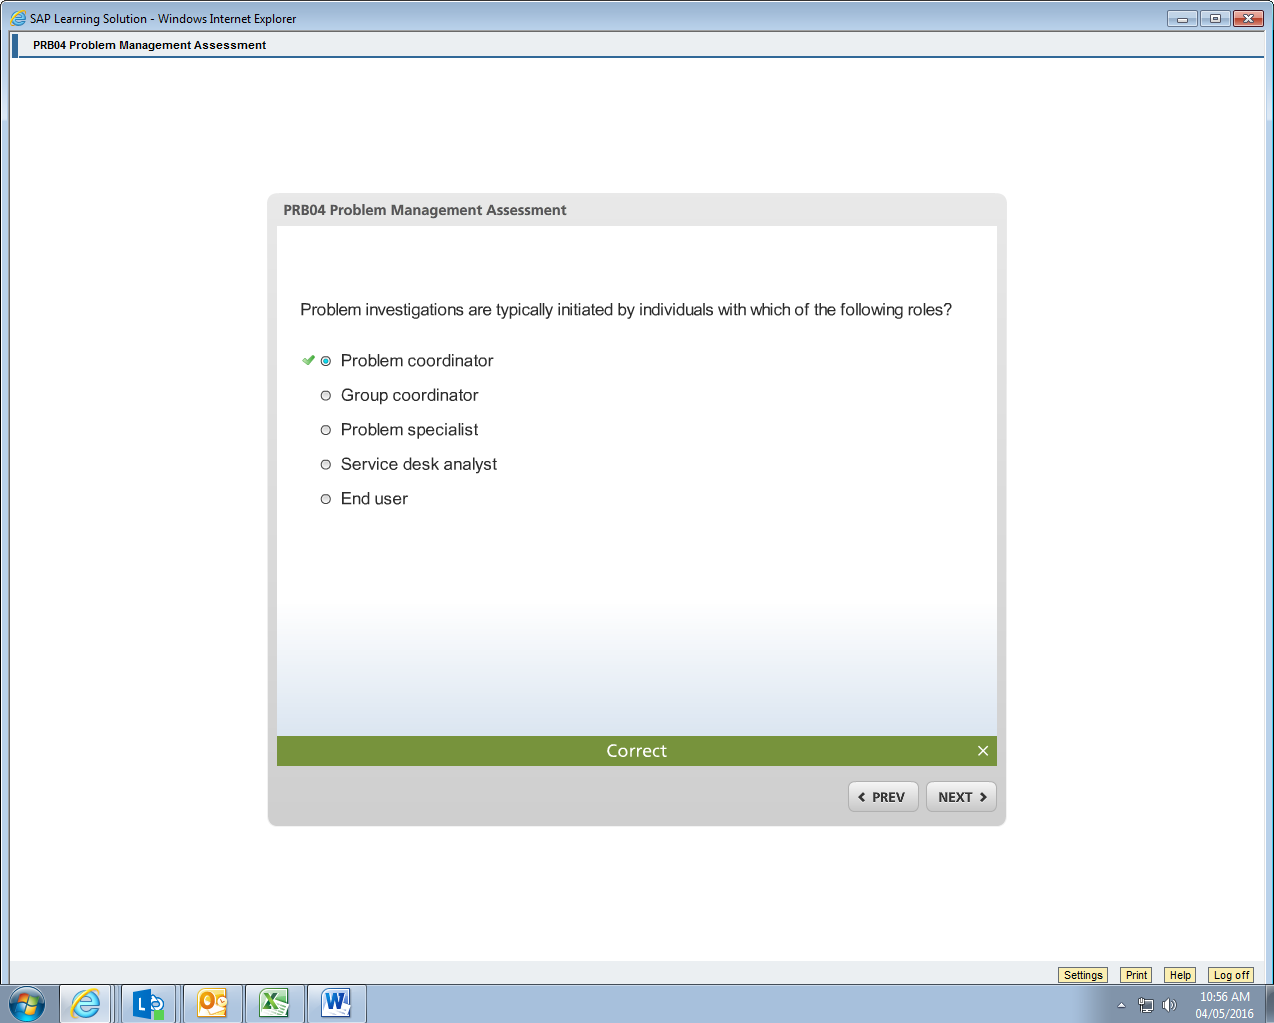 SAP Learning Solution - Windows Internet Explorer
PRB04 Problem Management Assessment
PRB04 Problem Management Assessment
Problem investigations are typically initiated by individuals with which of the following roles?
Problem coordinator
Group coordinator
Problem specialist
Service desk analyst
End user
Correct
PREV NEXT
Settings Print Help Log off
10:56 AM
04/05/2016